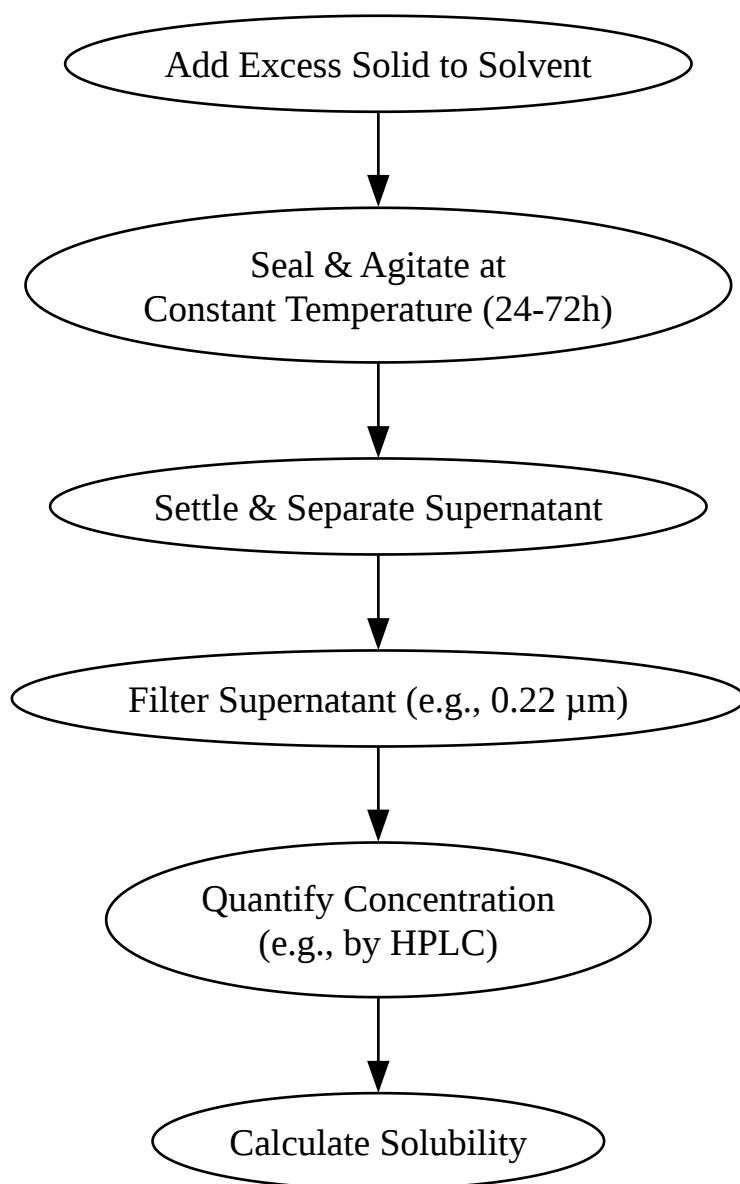 Add Excess Solid to Solvent
Seal & Agitate at
Constant Temperature (24-72h)
Settle & Separate Supernatant
Filter Supernatant (e.g., 0.22 µm)
Quantify Concentration
(e.g., by HPLC)
Calculate Solubility